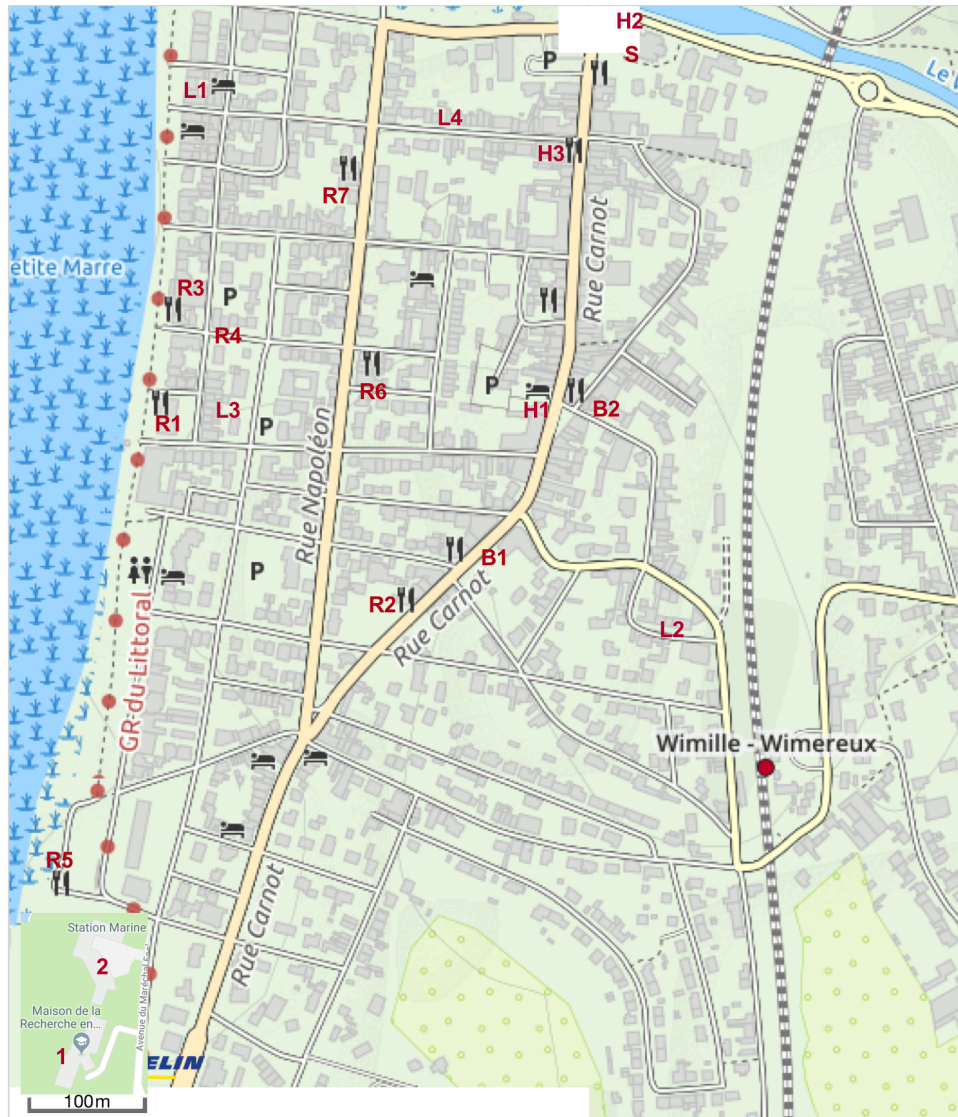 H2
S
P
Le
L1
L4
H3
R7
Rue Carnot
etite Marre
R3
P
R4
R6
P
H1
B2
R1
L3
P
Rue Napoléon
B1
P
R2
Rue Carnot
L2
GR du Littoral
Wimille - Wimereux
R5
Rue Carnot
Station Marine
2
Avenue du Maréchal
Maison de la
Recherche en...
1
ELIN
100m